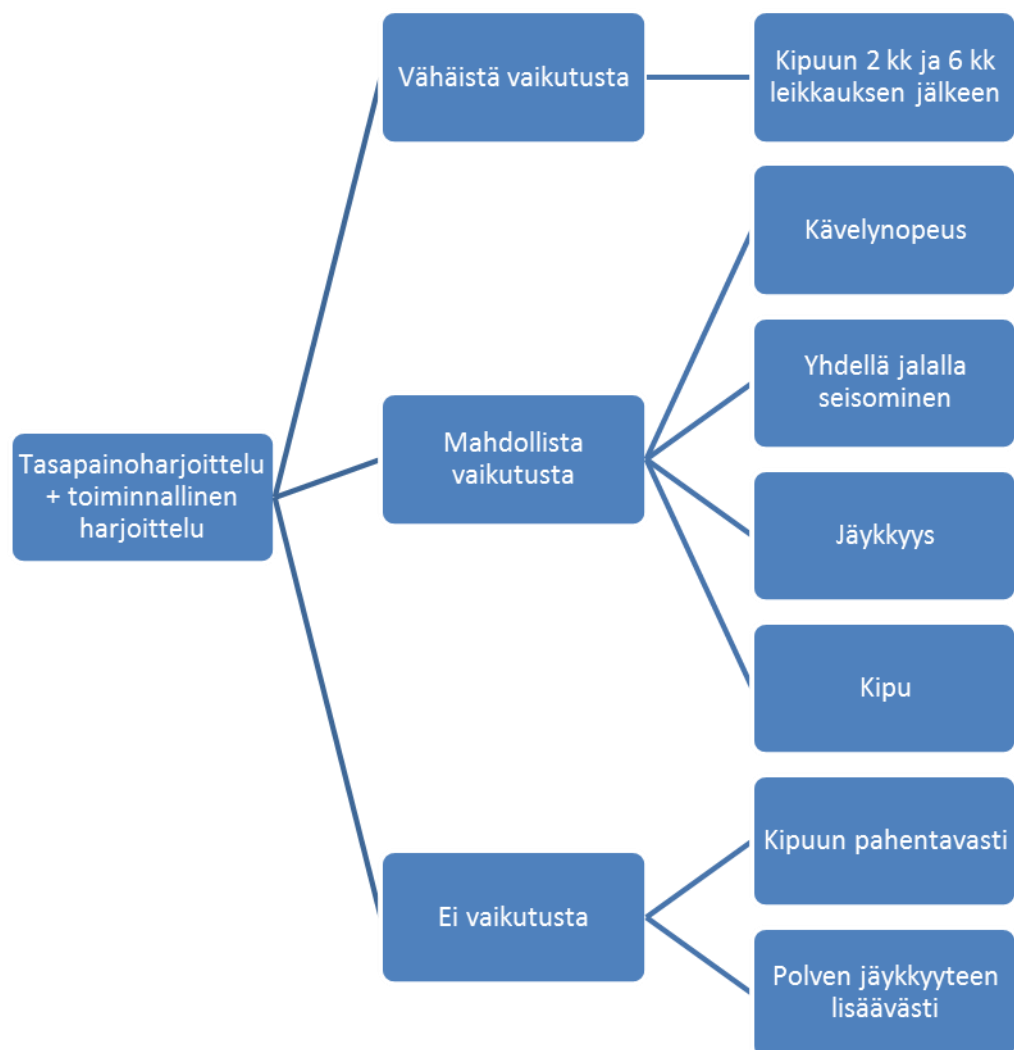 Vähäistä vaikutusta
Kipuun 2 kk ja 6 kk
leikkauksen jälkeen
Kävelynopeus
Yhdellä jalalla
seisominen
Tasapainoharjoittelu
+ toiminnallinen
harjoittelu
Mahdollista
vaikutusta
Jäykkyys
Kipu
Kipuun pahentavasti
Ei vaikutusta
Polven jäykkyyteen
lisäävästi